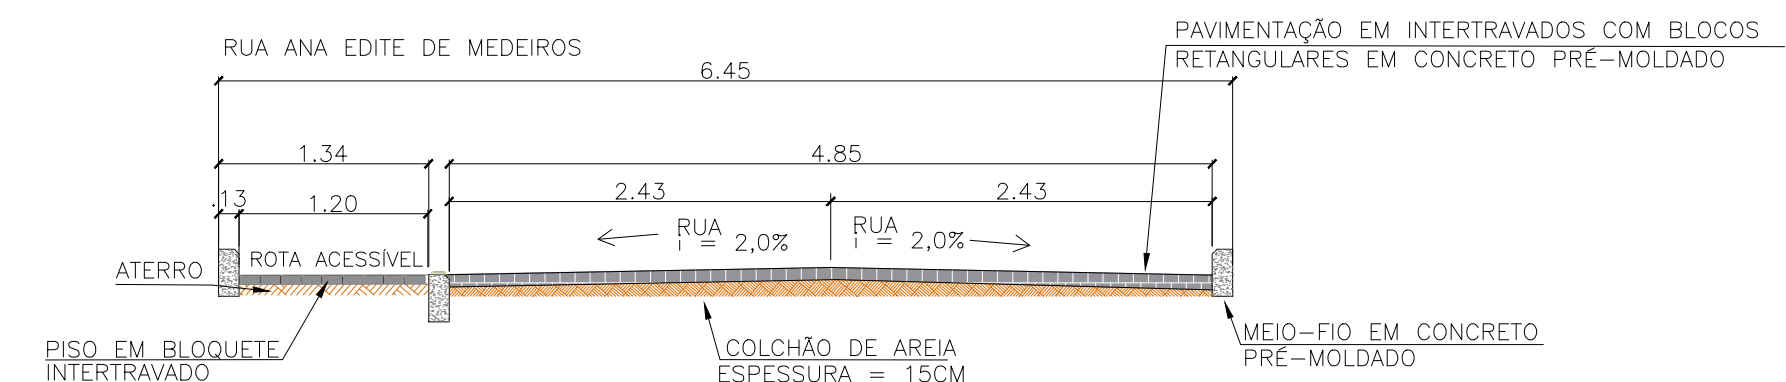 PAVIMENTAÇÃO EM INTERTRAVADOS COM BLOCOS
RETANGULARES EM CONCRETO PRÉ-MOLDADO
RUA ANA EDITE DE MEDEIROS
6.45
1.34
4.85
.13
1.20
2.43
2.43
RUA
i = 2,0%
RUA
i = 2,0%
ROTA ACESSÍVEL
ATERRO
PISO EM BLOQUETE
INTERTRAVADO
COLCHÃO DE AREIA
ESPESSURA = 15CM
MEIO-FIO EM CONCRETO
PRÉ-MOLDADO